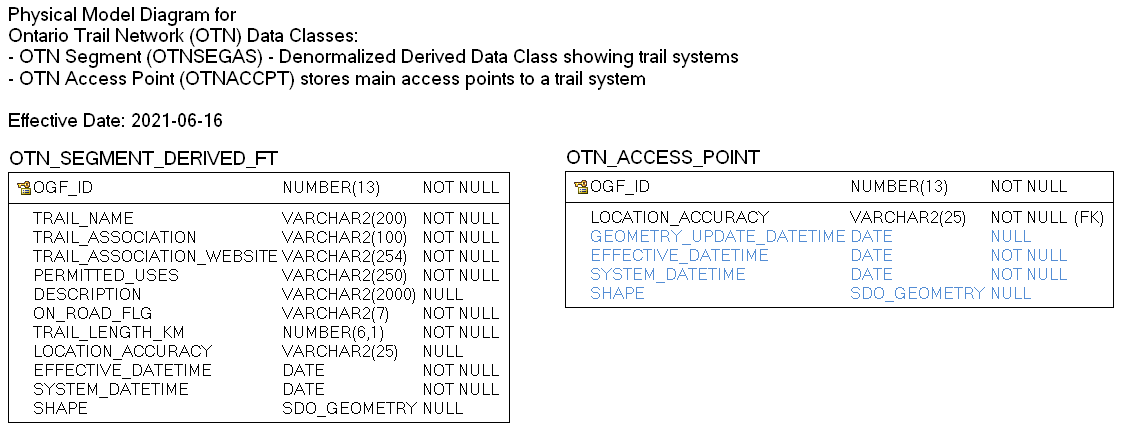 Physical Model Diagram for
Ontario Trail Network (OTN) Data Classes:
- OTN Segment (OTNSEGAS) - Denormalized Derived Data Class showing trail systems
- OTN Access Point (OTNACCPT) stores main access points to a trail system
Effective Date: 2021-06-16
OTN_SEGMENT_DERIVED_FT
OGF_ID NUMBER(13) NOT NULL
TRAIL_NAME VARCHAR2(200) NOT NULL
TRAIL_ASSOCIATION VARCHAR2(100) NOT NULL
TRAIL_ASSOCIATION_WEBSITE VARCHAR2(254) NOT NULL
PERMITTED_USES VARCHAR2(250) NOT NULL
DESCRIPTION VARCHAR2(2000) NULL
ON_ROAD_FLG VARCHAR2(7) NOT NULL
TRAIL_LENGTH_KM NUMBER(6,1) NOT NULL
LOCATION_ACCURACY VARCHAR2(25) NULL
EFFECTIVE_DATETIME DATE NOT NULL
SYSTEM_DATETIME DATE NOT NULL
SHAPE SDO_GEOMETRY NULL
OTN_ACCESS_POINT
OGF_ID NUMBER(13) NOT NULL
LOCATION_ACCURACY VARCHAR2(25) NOT NULL (FK)
GEOMETRY_UPDATE_DATETIME DATE NULL
EFFECTIVE_DATETIME DATE NOT NULL
SYSTEM_DATETIME DATE NOT NULL
SHAPE SDO_GEOMETRY NULL